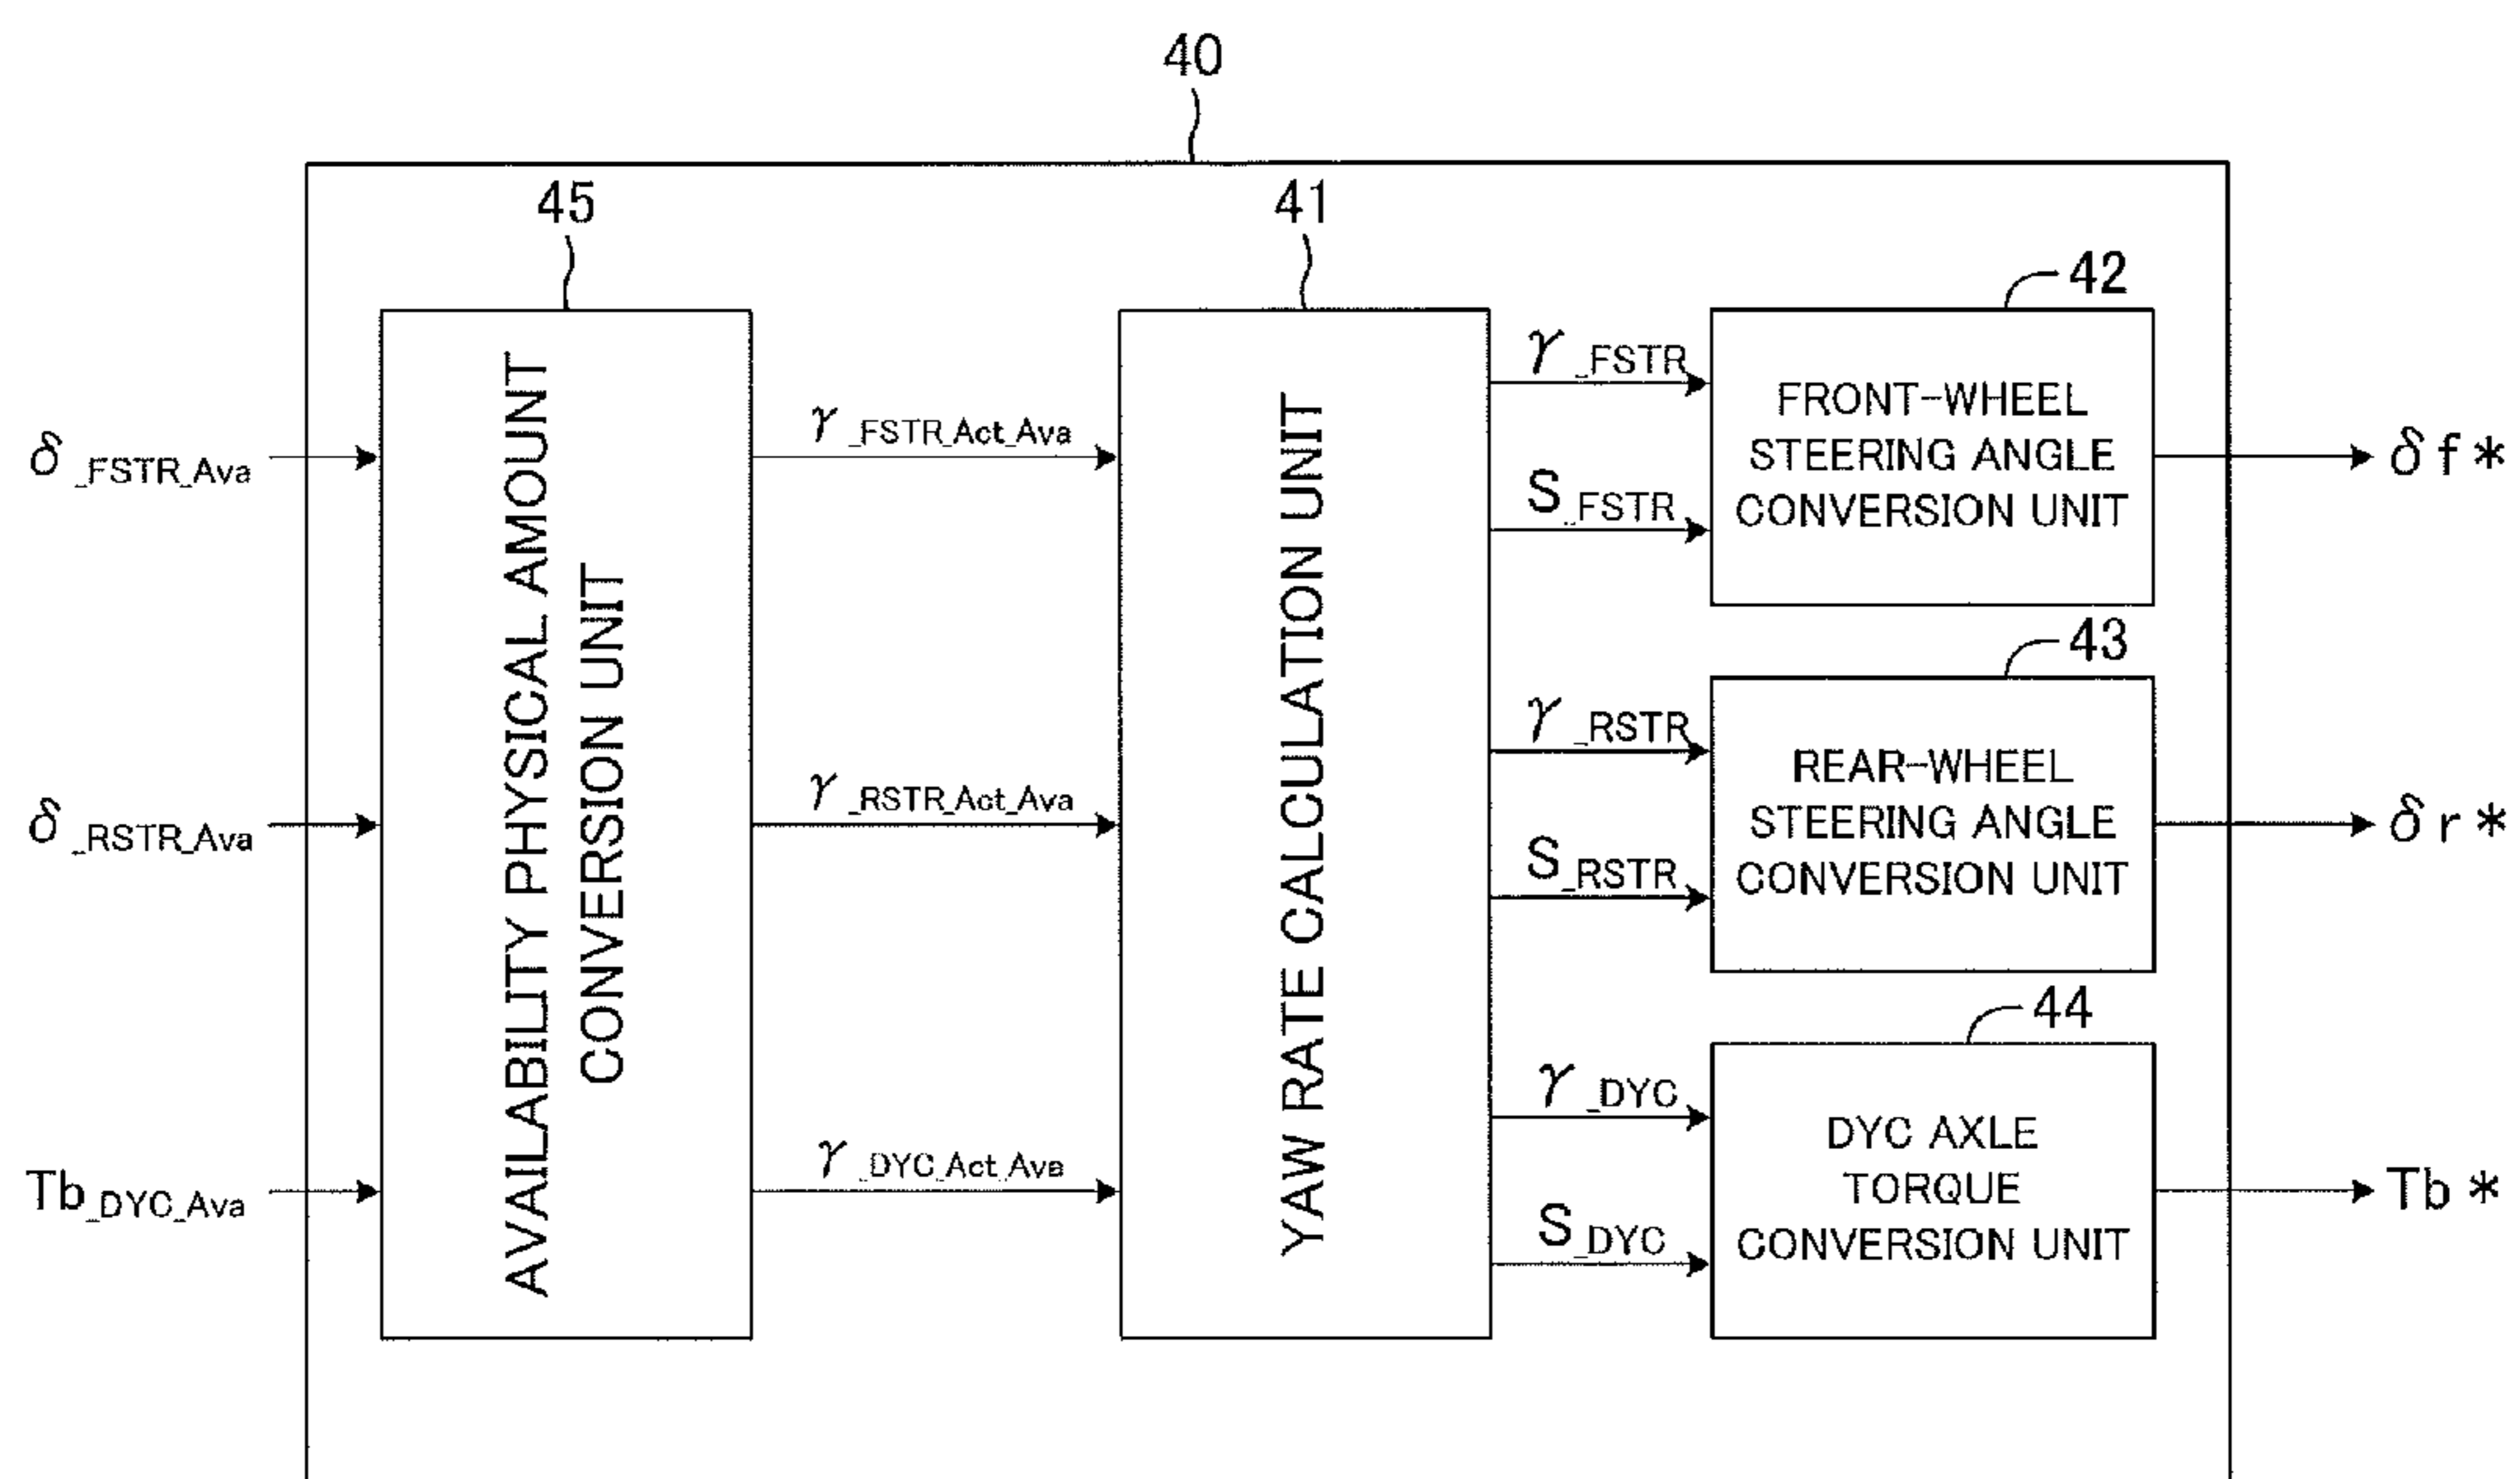 40
45
41
42
43
44
δ_FSTR_Ava
δ_RSTR_Ava
Tb_DYC_Ava
AVAILABILITY PHYSICAL AMOUNT
CONVERSION UNIT
γ_FSTR_Act_Ava
γ_RSTR_Act_Ava
γ_DYC_Act_Ava
YAW RATE CALCULATION UNIT
γ_FSTR
S_FSTR
γ_RSTR
S_RSTR
γ_DYC
S_DYC
FRONT-WHEEL
STEERING ANGLE
CONVERSION UNIT
REAR-WHEEL
STEERING ANGLE
CONVERSION UNIT
DYC AXLE
TORQUE
CONVERSION UNIT
δf*
δr*
Tb*